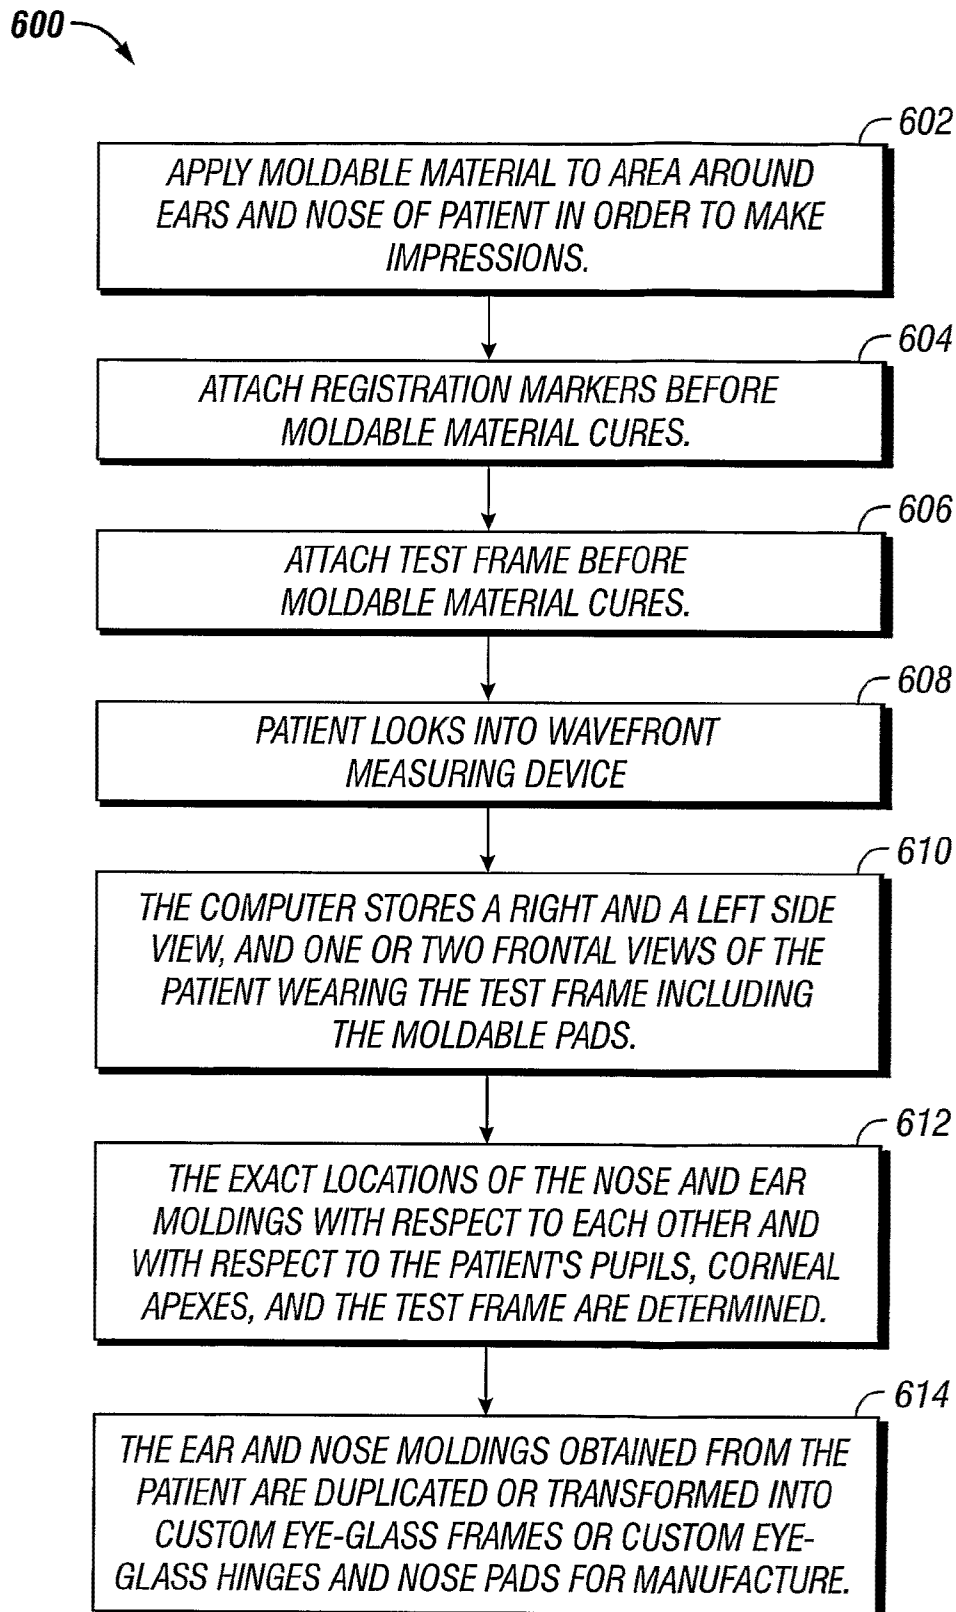 600
602
APPLY MOLDABLE MATERIAL TO AREA AROUND
EARS AND NOSE OF PATIENT IN ORDER TO MAKE
IMPRESSIONS.
604
ATTACH REGISTRATION MARKERS BEFORE
MOLDABLE MATERIAL CURES.
606
ATTACH TEST FRAME BEFORE
MOLDABLE MATERIAL CURES.
608
PATIENT LOOKS INTO WAVEFRONT
MEASURING DEVICE
610
THE COMPUTER STORES A RIGHT AND A LEFT SIDE
VIEW, AND ONE OR TWO FRONTAL VIEWS OF THE
PATIENT WEARING THE TEST FRAME INCLUDING
THE MOLDABLE PADS.
612
THE EXACT LOCATIONS OF THE NOSE AND EAR
MOLDINGS WITH RESPECT TO EACH OTHER AND
WITH RESPECT TO THE PATIENT'S PUPILS, CORNEAL
APEXES, AND THE TEST FRAME ARE DETERMINED.
614
THE EAR AND NOSE MOLDINGS OBTAINED FROM THE
PATIENT ARE DUPLICATED OR TRANSFORMED INTO
CUSTOM EYE-GLASS FRAMES OR CUSTOM EYE-
GLASS HINGES AND NOSE PADS FOR MANUFACTURE.